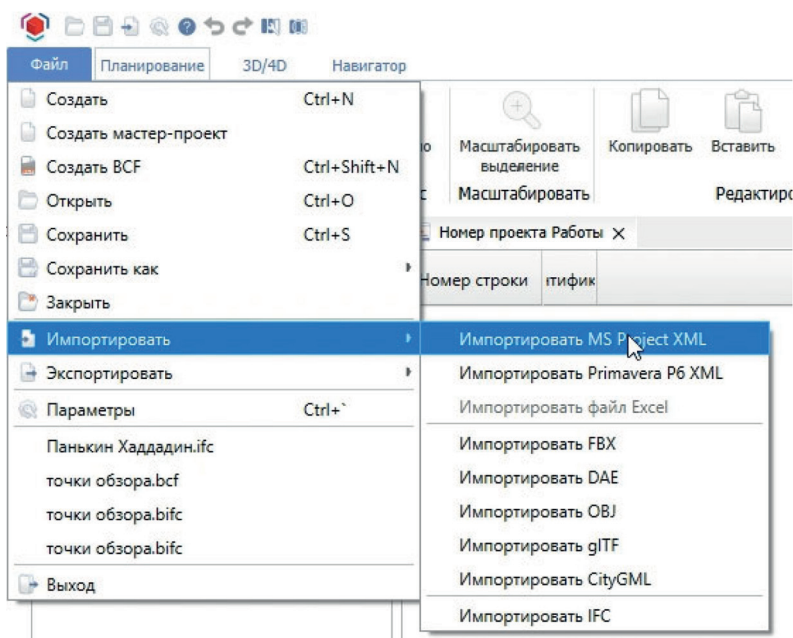 Файл Планирование 3D/4D Навигатор
Создать Ctrl+N
Создать мастер-проект
Создать BCF Ctrl+Shift+N
Открыть Ctrl+O
Сохранить Ctrl+S
Сохранить как
Закрыть
Импортировать
Экспортировать
Параметры Ctrl+`
Панькин Хаддадин.ifc
точки обзора.bcf
точки обзора.bifc
точки обзора.bifc
Выход
Масштабировать
выделение
Копировать Вставить
Масштабировать Редактиро
Номер проекта Работы
Номер строки нтифик
Импортировать MS Project XML
Импортировать Primavera P6 XML
Импортировать файл Excel
Импортировать FBX
Импортировать DAE
Импортировать OBJ
Импортировать glTF
Импортировать CityGML
Импортировать IFC